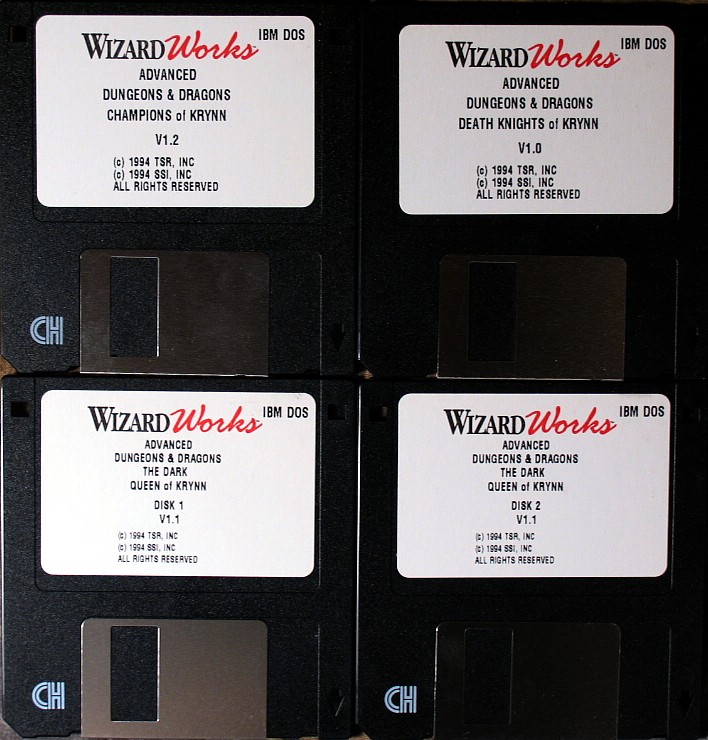 WIZARDWorks IBM DOS
ADVANCED
DUNGEONS & DRAGONS
CHAMPIONS of KRYNN
V1.2
(c) 1994 TSR, INC
(c) 1994 SSI, INC
ALL RIGHTS RESERVED
CH
WIZARDWorks IBM DOS
ADVANCED
DUNGEONS & DRAGONS
DEATH KNIGHTS of KRYNN
V1.0
(c) 1994 TSR, INC
(c) 1994 SSI, INC
ALL RIGHTS RESERVED
WIZARDWorks IBM DOS
ADVANCED
DUNGEONS & DRAGONS
THE DARK
QUEEN of KRYNN
DISK 1
V1.1
(c) 1994 TSR, INC
(c) 1994 SSI, INC
ALL RIGHTS RESERVED
CH
WIZARDWorks IBM DOS
ADVANCED
DUNGEONS & DRAGONS
THE DARK
QUEEN of KRYNN
DISK 2
V1.1
(c) 1994 TSR, INC
(c) 1994 SSI, INC
ALL RIGHTS RESERVED
CH